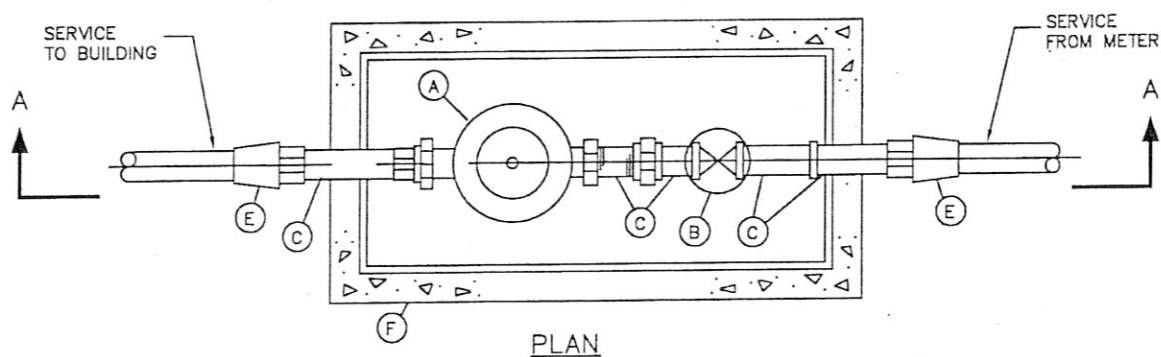 SERVICE
TO BUILDING
SERVICE
FROM METER
A
A
A
E
C
C
B
C
E
F
PLAN